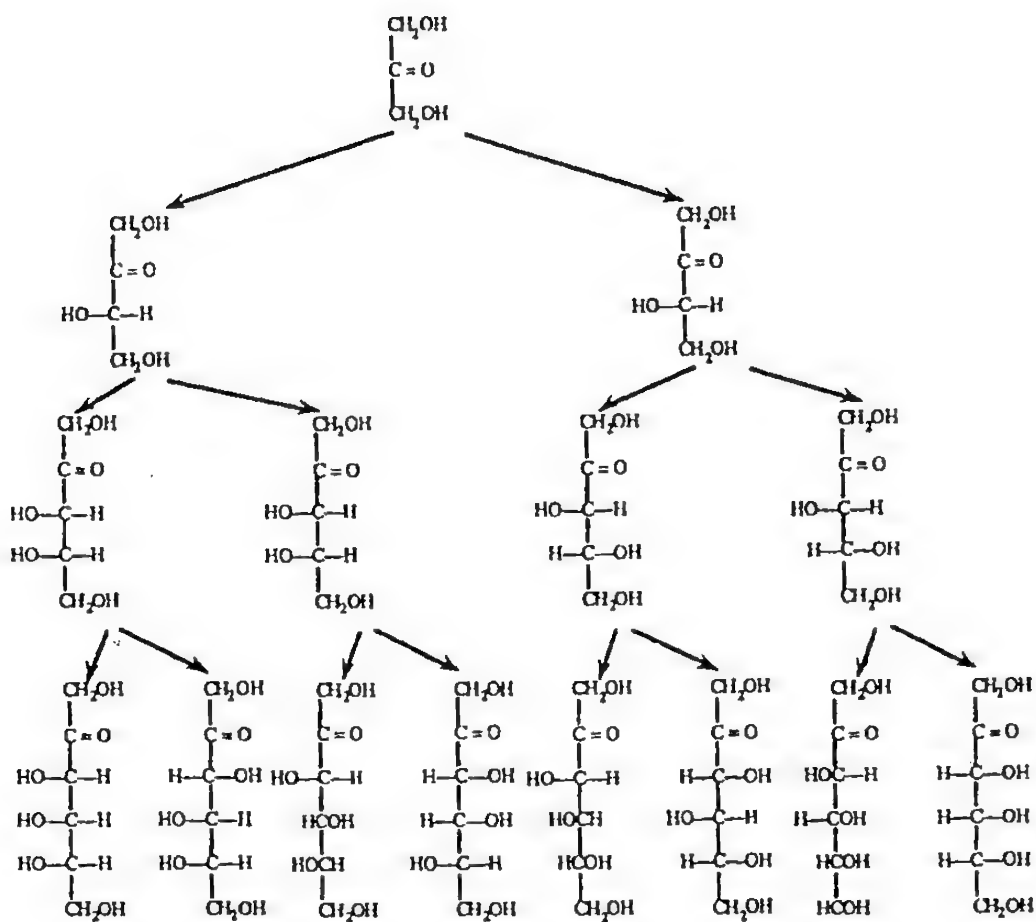 CH₂OH
C=O
CH₂OH
CH₂OH CH₂OH
C=O C=O
HO—C—H HO—C—H
CH₂OH CH₂OH
CH₂OH CH₂OH CH₂OH CH₂OH
C=O C=O C=O C=O
HO—C—H HO—C—H HO—C—H HO—C—H
HO—C—H HO—C—H H—C—OH H—C—OH
CH₂OH CH₂OH CH₂OH CH₂OH
CH₂OH CH₂OH CH₂OH CH₂OH CH₂OH CH₂OH CH₂OH CH₂OH
C=O C=O C=O C=O C=O C=O C=O C=O
HO—C—H H—C—OH HO—C—H H—C—OH HO—C—H H—C—OH HO—C—H H—C—OH
HO—C—H HO—C—H H—C—OH HO—C—H H—COH H—C—OH
HO—C—H HO—C—H HOCH HO—C—H HCOH H—C—OH HCOH H—C—OH
CH₂OH CH₂OH CH₂OH CH₂OH CH₂OH CH₂OH HCOH CH₂OH